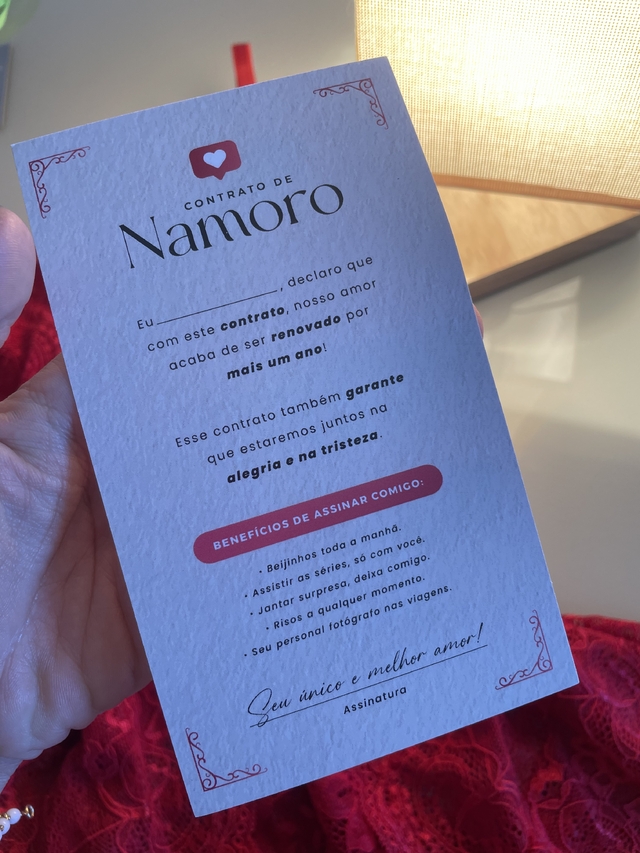 CONTRATO DE
Namoro
Eu____________, declaro que
com este contrato, nosso amor
acaba de ser renovado por
mais um ano!
Esse contrato também garante
que estaremos juntos na
alegria e na tristeza.
BENEFÍCIOS DE ASSINAR COMIGO:
• Beijinhos toda a manhã.
• Assistir as séries, só com você.
• Jantar surpresa, deixa comigo.
• Risos a qualquer momento.
• Seu personal fotógrafo nas viagens.
Seu único e melhor amor!
Assinatura